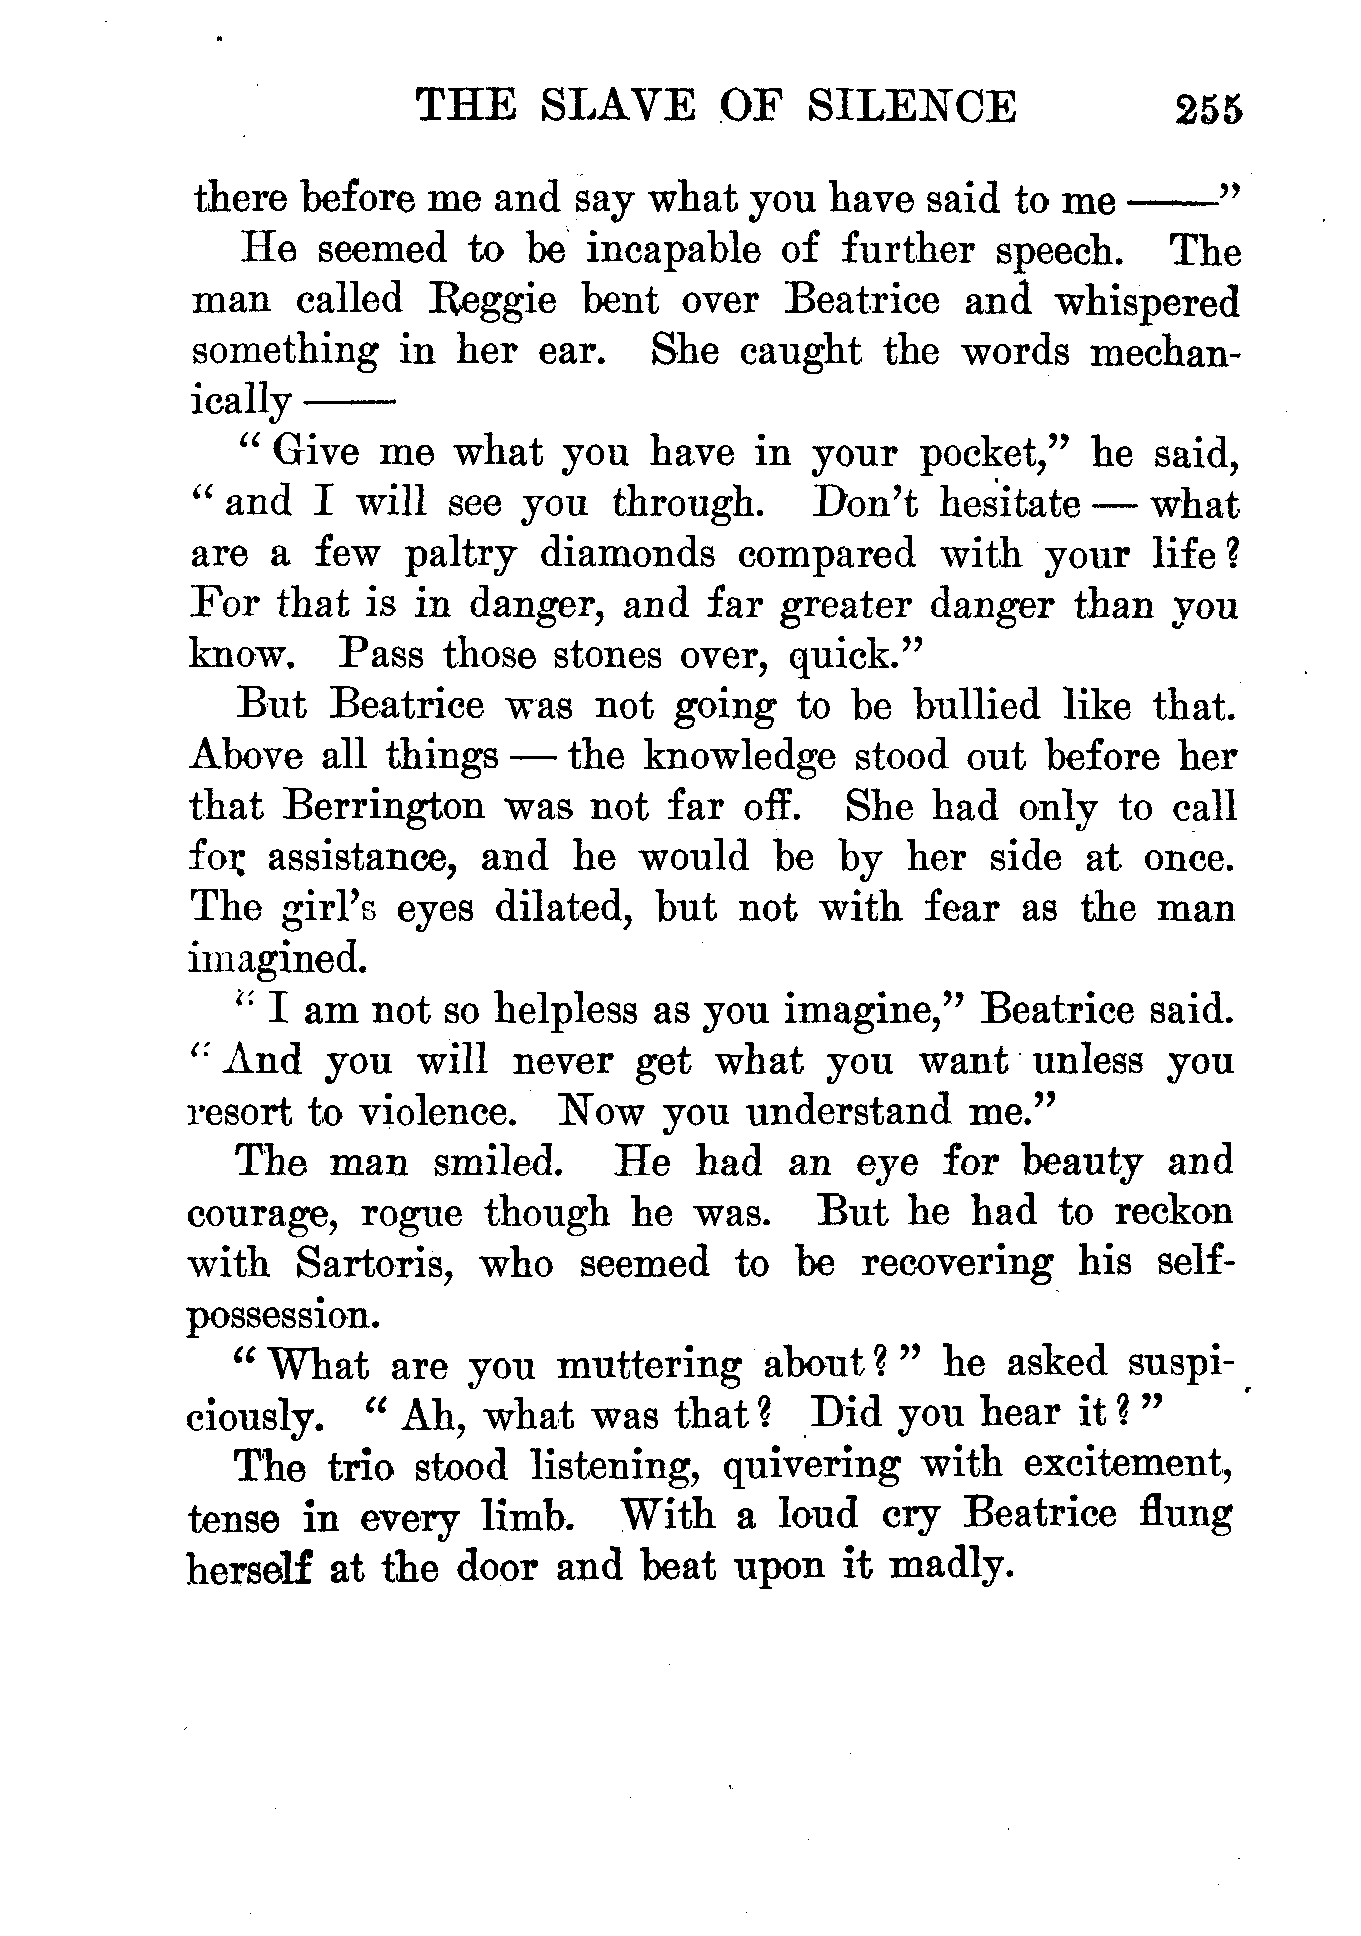 THE SLAVE OF SILENCE 255
there before me and say what you have said to me ——"
He seemed to be incapable of further speech. The
man called Reggie bent over Beatrice and whispered
something in her ear. She caught the words mechan-
ically ——
" Give me what you have in your pocket," he said,
" and I will see you through. Don't hesitate — what
are a few paltry diamonds compared with your life ?
For that is in danger, and far greater danger than you
know. Pass those stones over, quick."
But Beatrice was not going to be bullied like that.
Above all things — the knowledge stood out before her
that Berrington was not far off. She had only to call
for assistance, and he would be by her side at once.
The girl's eyes dilated, but not with fear as the man
imagined.
" I am not so helpless as you imagine," Beatrice said.
" And you will never get what you want unless you
resort to violence. Now you understand me."
The man smiled. He had an eye for beauty and
courage, rogue though he was. But he had to reckon
with Sartoris, who seemed to be recovering his self-
possession.
" What are you muttering about ? " he asked suspi-
ciously. " Ah, what was that ? Did you hear it ? "
The trio stood listening, quivering with excitement,
tense in every limb. With a loud cry Beatrice flung
herself at the door and beat upon it madly.